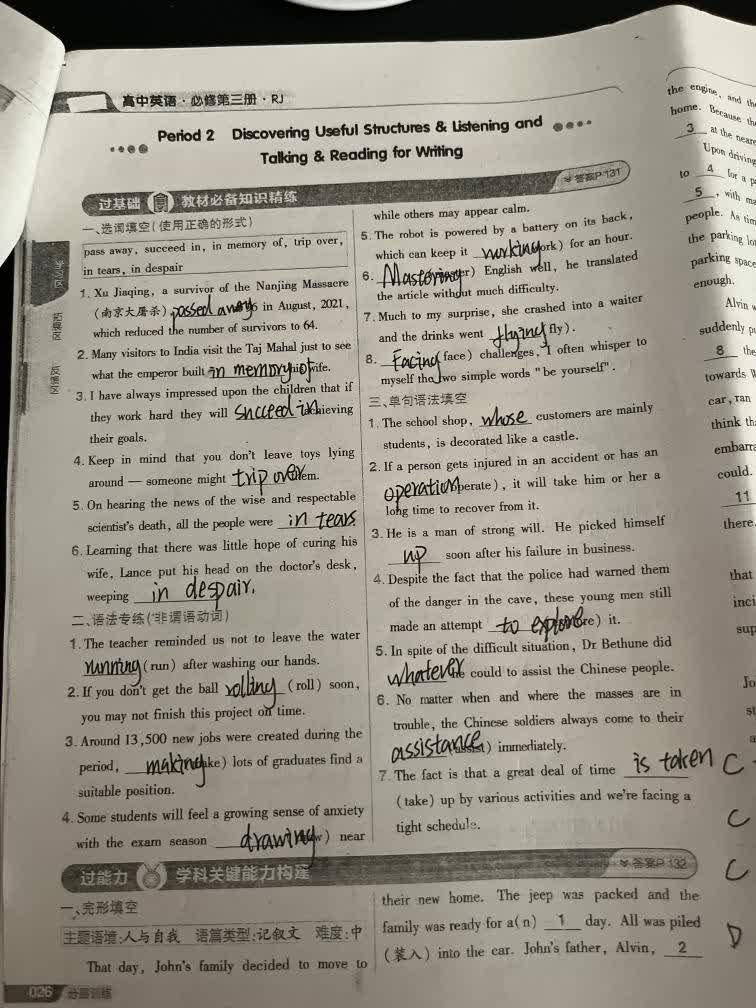 高中英语·必修第三册·RJ
Period 2 Discovering Useful Structures & Listening and
Talking & Reading for Writing
过基础 教材必备知识精练 答案P131
一、选词填空(使用正确的形式)
pass away, succeed in, in memory of, trip over,
in tears, in despair
1. Xu Jiaqing, a survivor of the Nanjing Massacre
(南京大屠杀) passed away in August, 2021,
which reduced the number of survivors to 64.
2. Many visitors to India visit the Taj Mahal just to see
what the emperor built in memory of wife.
3. I have always impressed upon the children that if
they work hard they will succeed in achieving
their goals.
4. Keep in mind that you don't leave toys lying
around — someone might trip over them.
5. On hearing the news of the wise and respectable
scientist's death, all the people were in tears
6. Learning that there was little hope of curing his
wife, Lance put his head on the doctor's desk,
weeping in despair.
二、语法专练(非谓语动词)
1. The teacher reminded us not to leave the water
running (run) after washing our hands.
2. If you don't get the ball rolling (roll) soon,
you may not finish this project on time.
3. Around 13,500 new jobs were created during the
period, making ke) lots of graduates find a
suitable position.
4. Some students will feel a growing sense of anxiety
with the exam season drawing w) near
while others may appear calm.
5. The robot is powered by a battery on its back,
which can keep it working ork) for an hour.
6. Mastering er) English well, he translated
the article without much difficulty.
7. Much to my surprise, she crashed into a waiter
and the drinks went flying fly).
8. Facing face) challenges, I often whisper to
myself two simple words "be yourself".
三、单句语法填空
1. The school shop, whose customers are mainly
students, is decorated like a castle.
2. If a person gets injured in an accident or has an
operation perate), it will take him or her a
long time to recover from it.
3. He is a man of strong will. He picked himself
up soon after his failure in business.
4. Despite the fact that the police had warned them
of the danger in the cave, these young men still
made an attempt to explore re) it.
5. In spite of the difficult situation, Dr Bethune did
whatever he could to assist the Chinese people.
6. No matter when and where the masses are in
trouble, the Chinese soldiers always come to their
assistance ist) immediately.
7. The fact is that a great deal of time is taken
(take) up by various activities and we're facing a
tight schedule.
过能力 学科关键能力构建 答案P132
一、完形填空
主题语境:人与自我 语篇类型:记叙文 难度:中
That day, John's family decided to move to
their new home. The jeep was packed and the
family was ready for a(n) 1 day. All was piled
(装入) into the car. John's father, Alvin, 2
026 分层训练
拓展区
反馈区
the engine, and th
home. Because the
3 at the neare
Upon driving
to 4 for a p
5, with ma
people. As tim
the parking lo
parking space
enough.
Alvin w
suddenly pu
8 the
towards W
car, ran
think tha
embarra
could.
11
there.
that
inci
sup
Jo
st
a
C
C
C
D